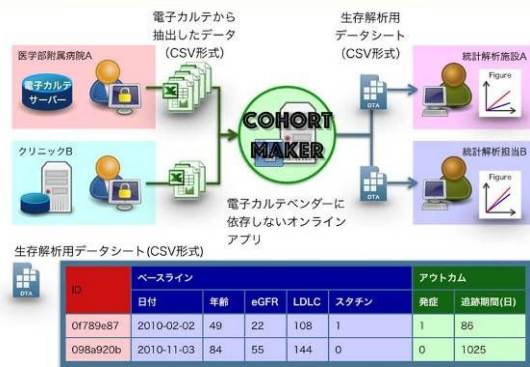 電子カルテから
抽出したデータ
(CSV形式)
生存解析用
データシート
(CSV形式)
医学部附属病院A
電子カルテ
サーバー
COHORT
MAKER
DTA
統計解析施設A
Figure
クリニックB
DTA
統計解析担当B
Figure
電子カルテベンダーに
依存しないオンライン
アプリ
生存解析用データシート(CSV形式)
DTA
ID ベースライン アウトカム
日付 年齢 eGFR LDLC スタチン 発症 追跡期間(日)
0f789e87 2010-02-02 49 22 108 1 1 86
098a920b 2010-11-03 84 55 144 0 0 1025